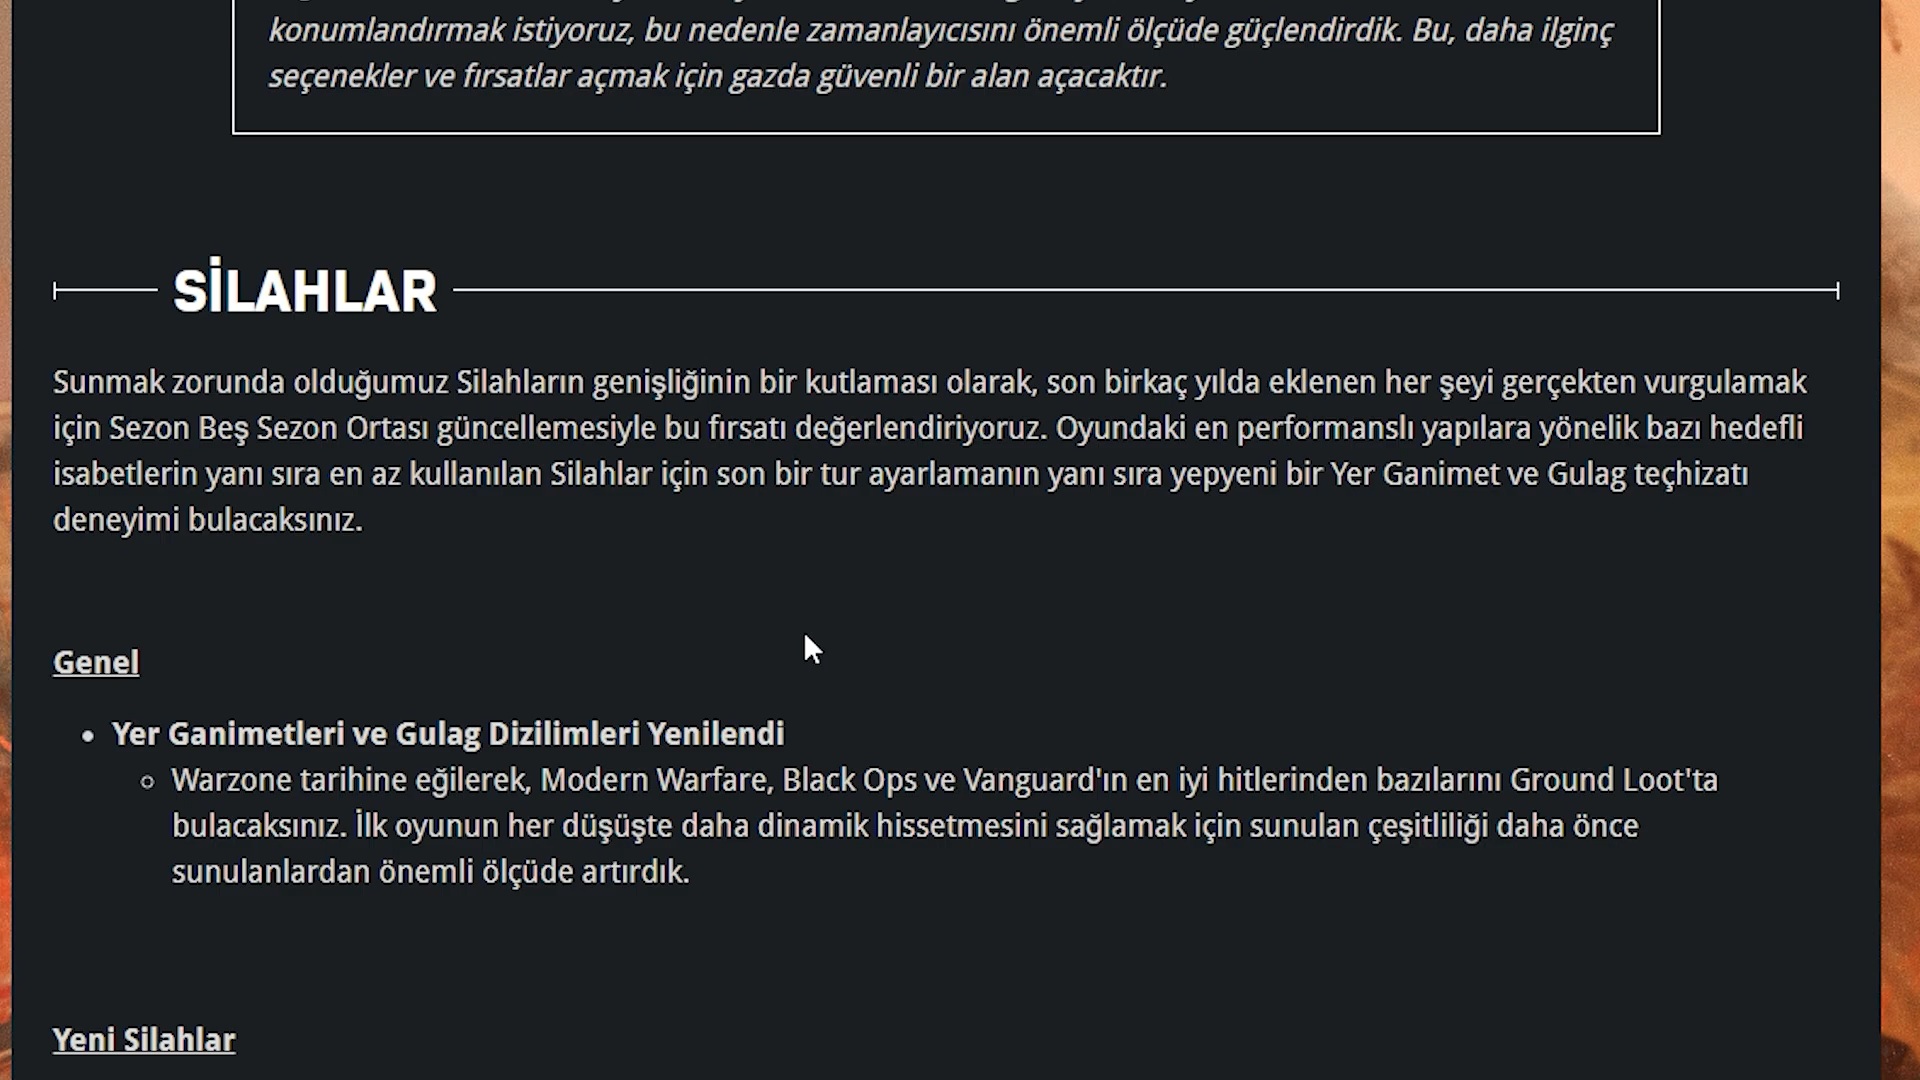 konumlandırmak istiyoruz, bu nedenle zamanlayıcısını önemli ölçüde güçlendirdik. Bu, daha ilginç
seçenekler ve fırsatlar açmak için gazda güvenli bir alan açacaktır.
SİLAHLAR
Sunmak zorunda olduğumuz Silahların genişliğinin bir kutlaması olarak, son birkaç yılda eklenen her şeyi gerçekten vurgulamak
için Sezon Beş Sezon Ortası güncellemesiyle bu fırsatı değerlendiriyoruz. Oyundaki en performanslı yapılara yönelik bazı hedefli
isabetlerin yanı sıra en az kullanılan Silahlar için son bir tur ayarlamanın yanı sıra yepyeni bir Yer Ganimet ve Gulag teçhizatı
deneyimi bulacaksınız.
Genel
• Yer Ganimetleri ve Gulag Dizilimleri Yenilendi
◦ Warzone tarihine eğilerek, Modern Warfare, Black Ops ve Vanguard'ın en iyi hitlerinden bazılarını Ground Loot'ta
bulacaksınız. İlk oyunun her düşüşte daha dinamik hissetmesini sağlamak için sunulan çeşitliliği daha önce
sunulanlardan önemli ölçüde artırdık.
Yeni Silahlar